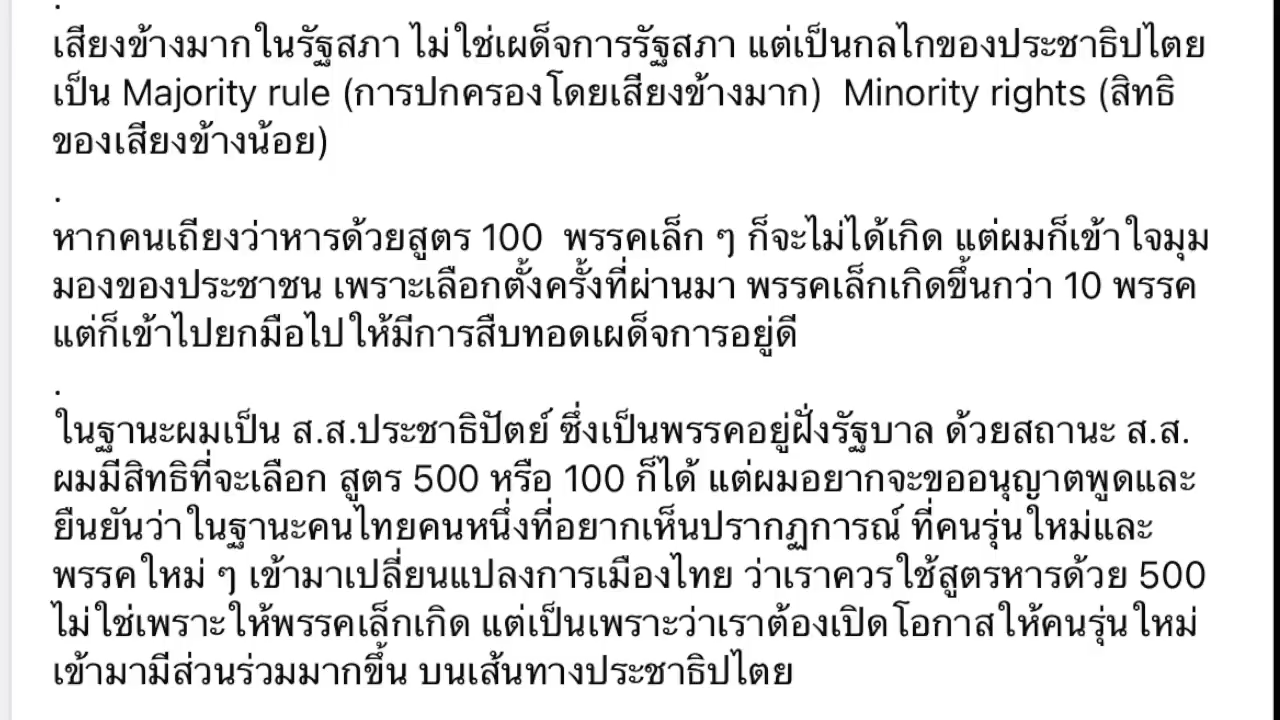 .
เสียงข้างมากในรัฐสภา ไม่ใช่เผด็จการรัฐสภา แต่เป็นกลไกของประชาธิปไตย
เป็น Majority rule (การปกครองโดยเสียงข้างมาก)  Minority rights (สิทธิ
ของเสียงข้างน้อย)
.
หากคนเถียงว่าหารด้วยสูตร 100  พรรคเล็ก ๆ ก็จะไม่ได้เกิด แต่ผมก็เข้าใจมุม
มองของประชาชน เพราะเลือกตั้งครั้งที่ผ่านมา พรรคเล็กเกิดขึ้นกว่า 10 พรรค
แต่ก็เข้าไปยกมือไปให้มีการสืบทอดเผด็จการอยู่ดี
.
ในฐานะผมเป็น ส.ส.ประชาธิปัตย์ ซึ่งเป็นพรรคอยู่ฝั่งรัฐบาล ด้วยสถานะ ส.ส.
ผมมีสิทธิที่จะเลือก สูตร 500 หรือ 100 ก็ได้ แต่ผมอยากจะขออนุญาตพูดและ
ยืนยันว่าในฐานะคนไทยคนหนึ่งที่อยากเห็นปรากฏการณ์ ที่คนรุ่นใหม่และ
พรรคใหม่ ๆ เข้ามาเปลี่ยนแปลงการเมืองไทย ว่าเราควรใช้สูตรหารด้วย 500
ไม่ใช่เพราะให้พรรคเล็กเกิด แต่เป็นเพราะว่าเราต้องเปิดโอกาสให้คนรุ่นใหม่
เข้ามามีส่วนร่วมมากขึ้น บนเส้นทางประชาธิปไตย